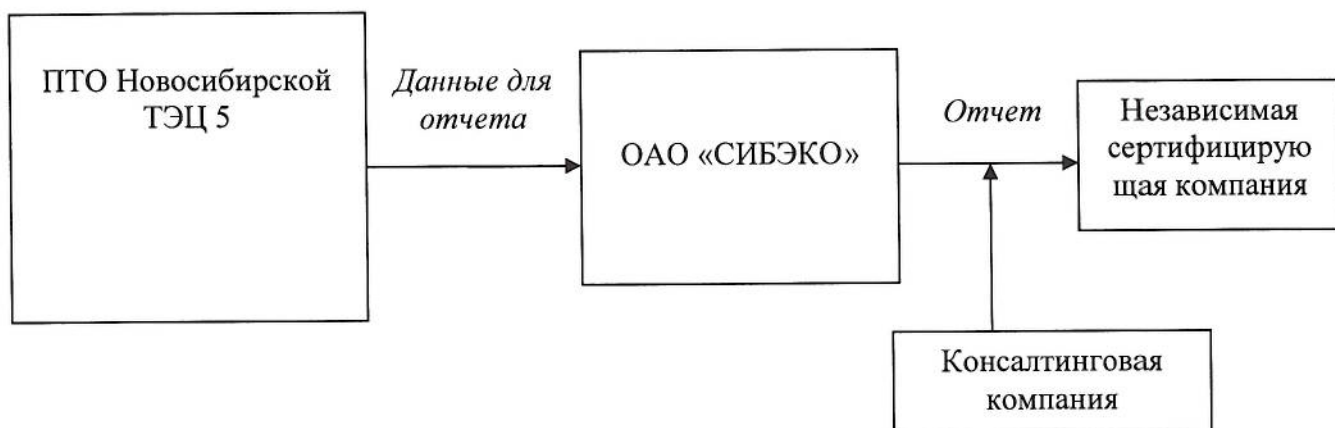 ПТО Новосибирской
ТЭЦ 5
Данные для
отчета
ОАО «СИБЭКО»
Отчет
Независимая
сертифицирую
щая компания
Консалтинговая
компания